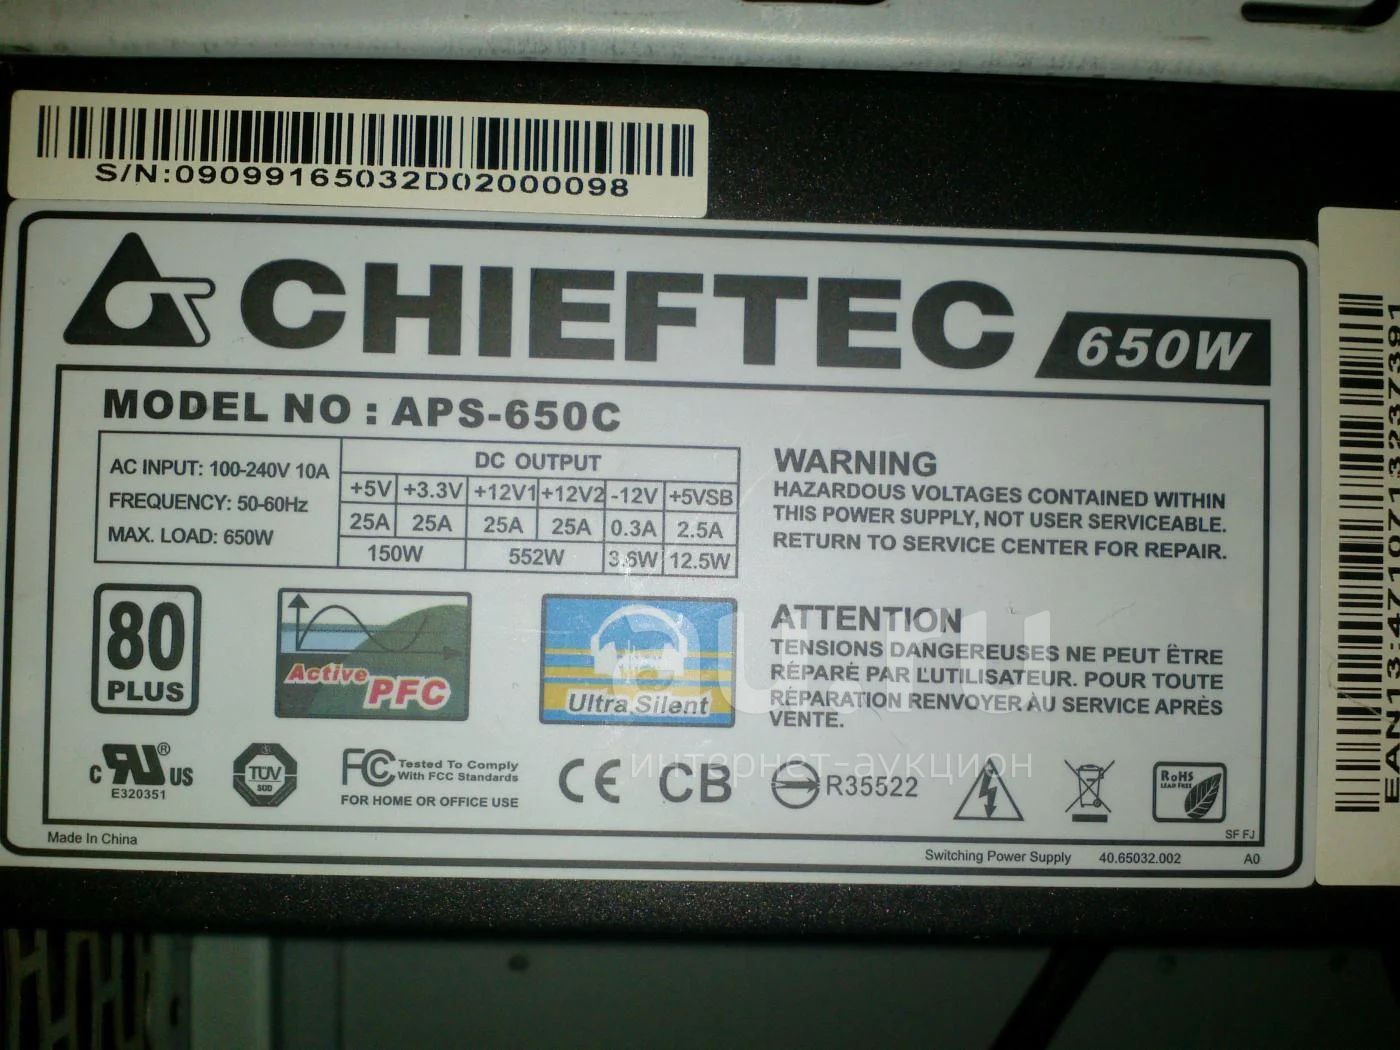 S/N:09099165032D02000098
CHIEFTEC 650W
MODEL NO : APS-650C
AC INPUT: 100-240V 10A
FREQUENCY: 50-60Hz
MAX. LOAD: 650W
DC OUTPUT
+5V +3.3V +12V1 +12V2 -12V +5VSB
25A 25A 25A 25A 0.3A 2.5A
150W 552W 3.6W 12.5W
WARNING
HAZARDOUS VOLTAGES CONTAINED WITHIN
THIS POWER SUPPLY, NOT USER SERVICEABLE.
RETURN TO SERVICE CENTER FOR REPAIR.
80
PLUS
Active
PFC
Ultra Silent
ATTENTION
TENSIONS DANGEREUSES NE PEUT ÊTRE
RÉPARÉ PAR L'UTILISATEUR. POUR TOUTE
RÉPARATION RENVOYER AU SERVICE APRÈS
VENTE.
au.ru
интернет-аукцион
c RU ® US
E320351
TÜV
SÜD
FC Tested To Comply
With FCC Standards
FOR HOME OR OFFICE USE
CE
CB
R35522
RoHS
LEAD FREE
SF FJ
Made In China
Switching Power Supply 40.65032.002 A0
EAN13:4710713237391